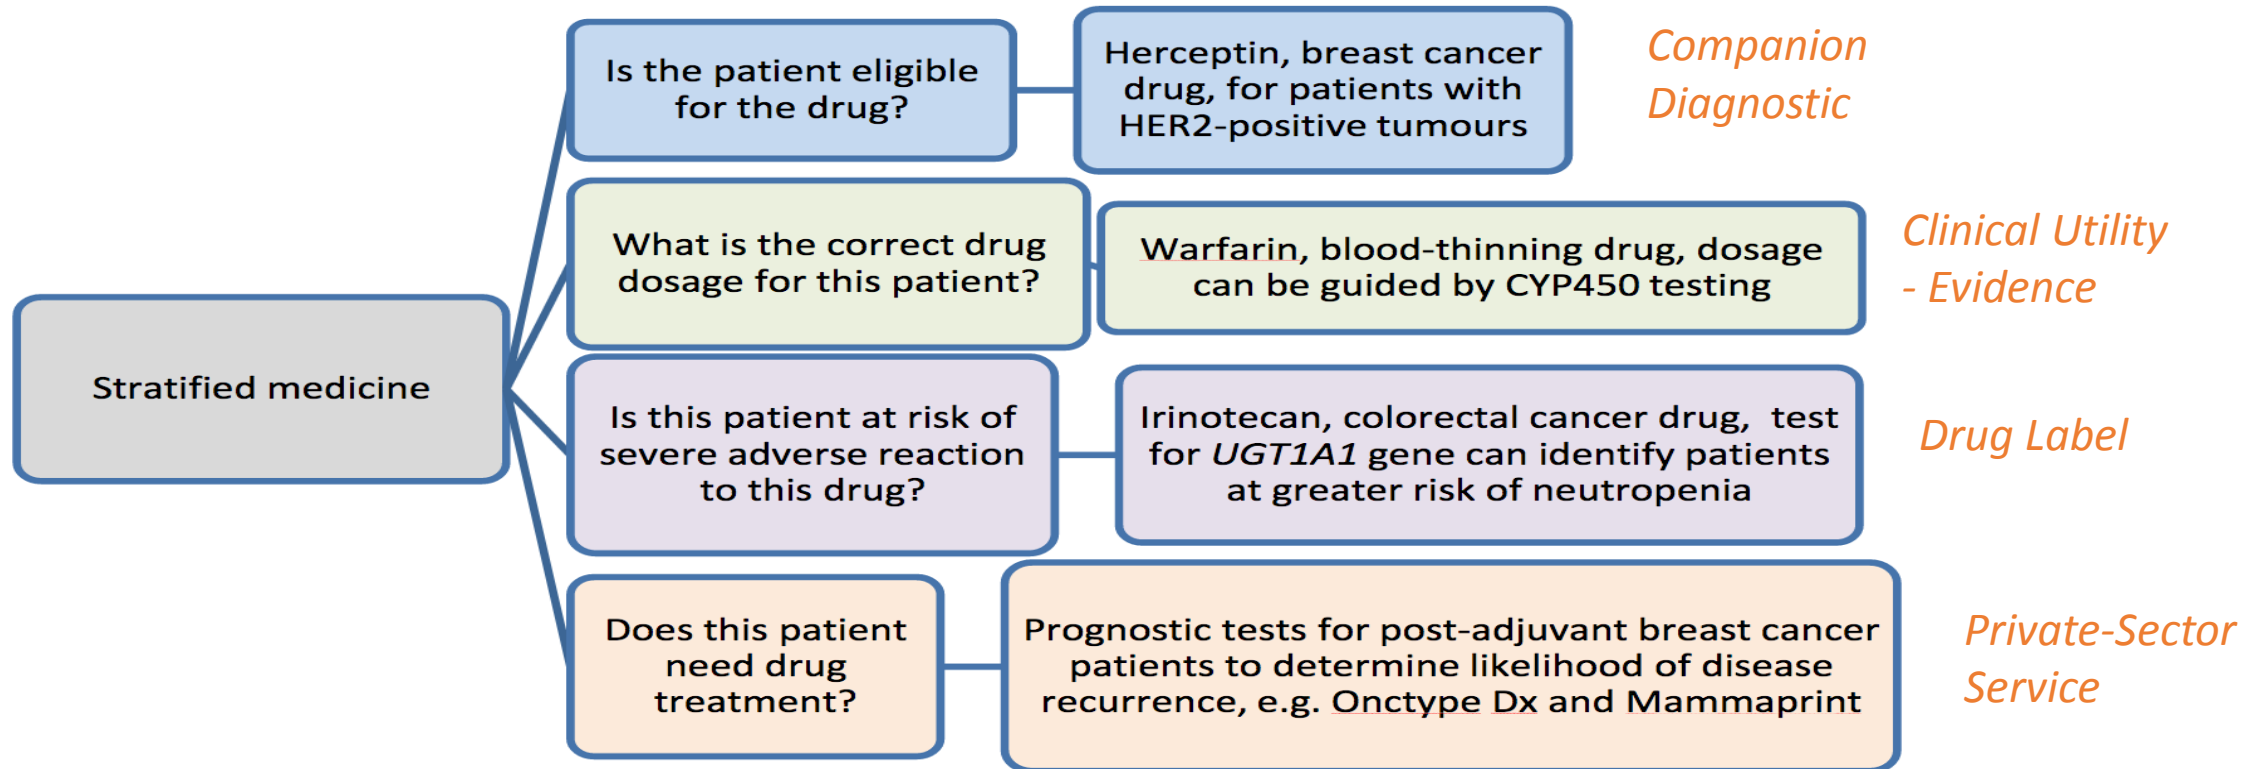 Stratified medicine
Is the patient eligible
for the drug?
Herceptin, breast cancer
drug, for patients with
HER2-positive tumours
Companion
Diagnostic
What is the correct drug
dosage for this patient?
Warfarin, blood-thinning drug, dosage
can be guided by CYP450 testing
Clinical Utility
- Evidence
Is this patient at risk of
severe adverse reaction
to this drug?
Irinotecan, colorectal cancer drug, test
for UGT1A1 gene can identify patients
at greater risk of neutropenia
Drug Label
Does this patient
need drug
treatment?
Prognostic tests for post-adjuvant breast cancer
patients to determine likelihood of disease
recurrence, e.g. Onctype Dx and Mammaprint
Private-Sector
Service